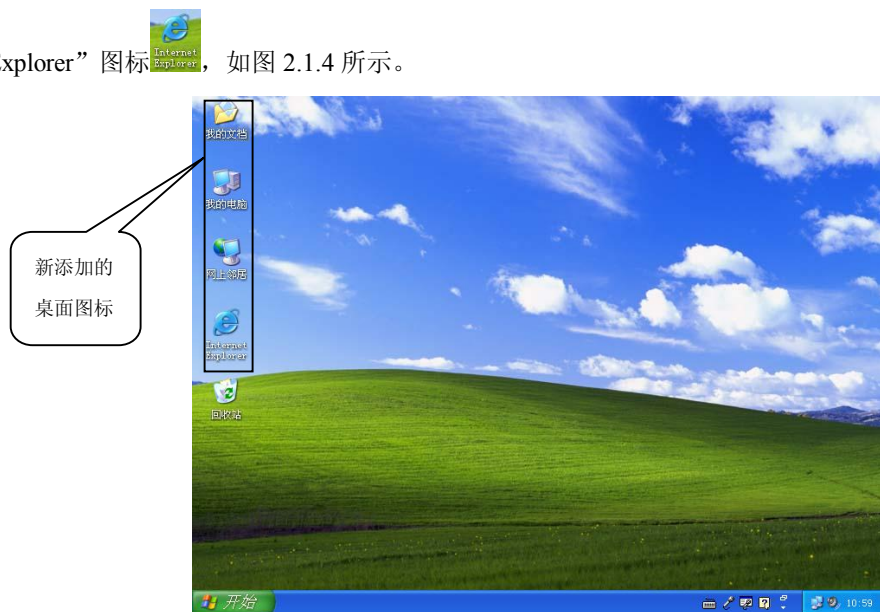 Explorer”图标 Internet Explorer ，如图 2.1.4 所示。
我的文档
我的电脑
新添加的
桌面图标
网上邻居
Internet
Explorer
回收站
开始
10:59